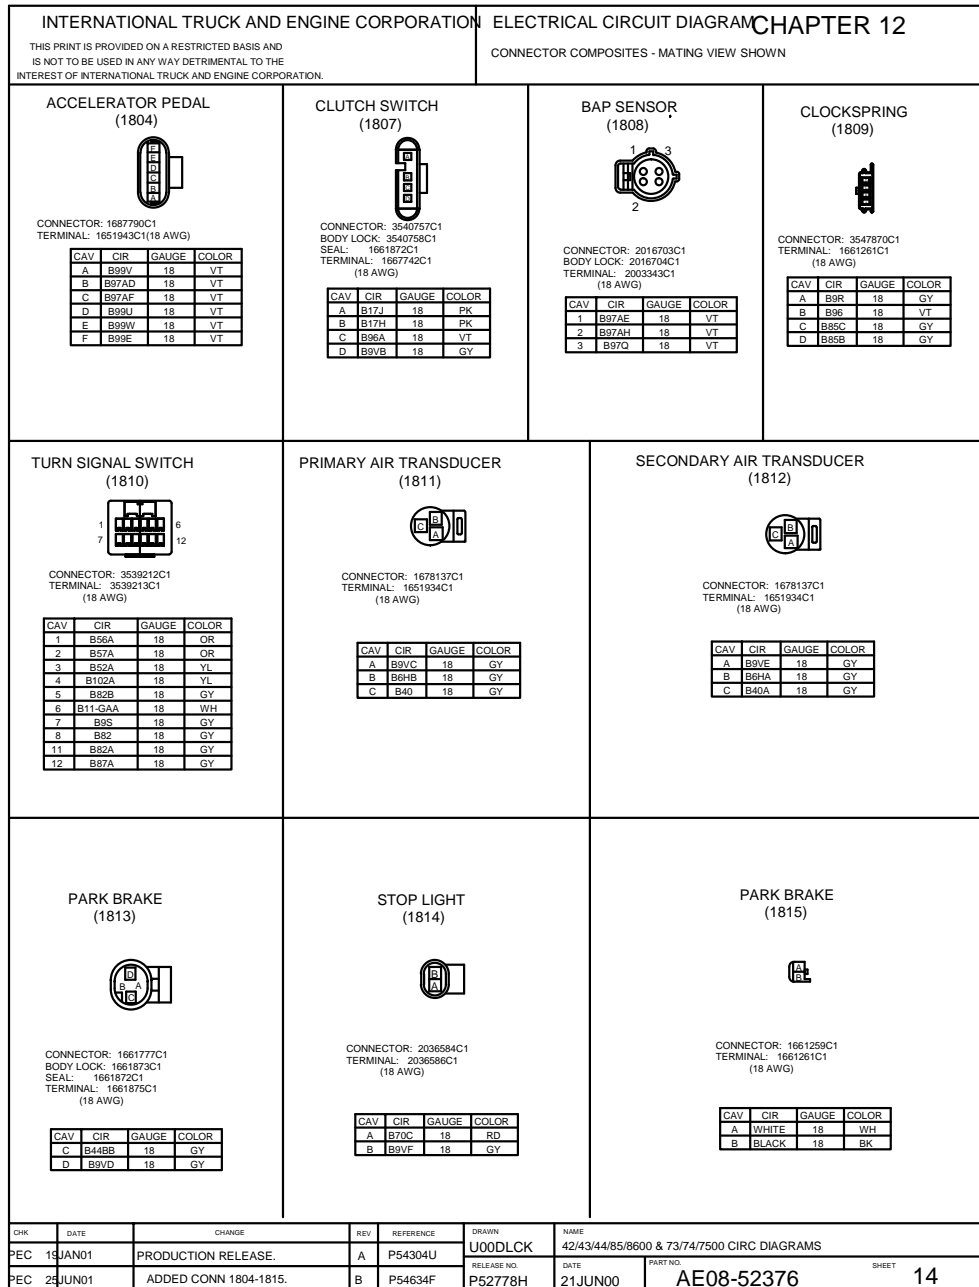 INTERNATIONAL TRUCK AND ENGINE CORPORATION
THIS PRINT IS PROVIDED ON A RESTRICTED BASIS AND
IS NOT TO BE USED IN ANY WAY DETRIMENTAL TO THE
INTEREST OF INTERNATIONAL TRUCK AND ENGINE CORPORATION.
ELECTRICAL CIRCUIT DIAGRAM CHAPTER 12
CONNECTOR COMPOSITES - MATING VIEW SHOWN
ACCELERATOR PEDAL
(1804)
F
E
D
C
B
A
CONNECTOR: 1687790C1
TERMINAL: 1651943C1(18 AWG)
CAV CIR GAUGE COLOR
A B99V 18 VT
B B97AD 18 VT
C B97AF 18 VT
D B99U 18 VT
E B99W 18 VT
F B99E 18 VT
CLUTCH SWITCH
(1807)
A
B
C
D
CONNECTOR: 3540757C1
BODY LOCK: 3540758C1
SEAL: 1661872C1
TERMINAL: 1667742C1
(18 AWG)
CAV CIR GAUGE COLOR
A B17J 18 PK
B B17H 18 PK
C B96A 18 VT
D B9VB 18 GY
BAP SENSOR
(1808)
1 3
2
CONNECTOR: 2016703C1
BODY LOCK: 2016704C1
TERMINAL: 2003343C1
(18 AWG)
CAV CIR GAUGE COLOR
1 B97AE 18 VT
2 B97AH 18 VT
3 B97Q 18 VT
CLOCKSPRING
(1809)
CONNECTOR: 3547870C1
TERMINAL: 1661261C1
(18 AWG)
CAV CIR GAUGE COLOR
A B9R 18 GY
B B96 18 VT
C B85C 18 GY
D B85B 18 GY
TURN SIGNAL SWITCH
(1810)
1 6
7 12
CONNECTOR: 3539212C1
TERMINAL: 3539213C1
(18 AWG)
CAV CIR GAUGE COLOR
1 B56A 18 OR
2 B57A 18 OR
3 B52A 18 YL
4 B102A 18 YL
5 B82B 18 GY
6 B11-GAA 18 WH
7 B9S 18 GY
8 B82 18 GY
11 B82A 18 GY
12 B87A 18 GY
PRIMARY AIR TRANSDUCER
(1811)
B
C
A
CONNECTOR: 1678137C1
TERMINAL: 1651934C1
(18 AWG)
CAV CIR GAUGE COLOR
A B9VC 18 GY
B B6HB 18 GY
C B40 18 GY
SECONDARY AIR TRANSDUCER
(1812)
B
C
A
CONNECTOR: 1678137C1
TERMINAL: 1651934C1
(18 AWG)
CAV CIR GAUGE COLOR
A B9VE 18 GY
B B6HA 18 GY
C B40A 18 GY
PARK BRAKE
(1813)
D
B A
C
CONNECTOR: 1661777C1
BODY LOCK: 1661873C1
SEAL: 1661872C1
TERMINAL: 1661875C1
(18 AWG)
CAV CIR GAUGE COLOR
C B44BB 18 GY
D B9VD 18 GY
STOP LIGHT
(1814)
B
A
CONNECTOR: 2036584C1
TERMINAL: 2036586C1
(18 AWG)
CAV CIR GAUGE COLOR
A B70C 18 RD
B B9VF 18 GY
PARK BRAKE
(1815)
A
B
CONNECTOR: 1661259C1
TERMINAL: 1661261C1
(18 AWG)
CAV CIR GAUGE COLOR
A WHITE 18 WH
B BLACK 18 BK
CHK DATE CHANGE REV REFERENCE
PEC 19JAN01 PRODUCTION RELEASE. A P54304U
PEC 25JUN01 ADDED CONN 1804-1815. B P54634F
DRAWN
U00DLCK
NAME
42/43/44/85/8600 & 73/74/7500 CIRC DIAGRAMS
RELEASE NO.
P52778H
DATE
21JUN00
PART NO.
AE08-52376
SHEET 14